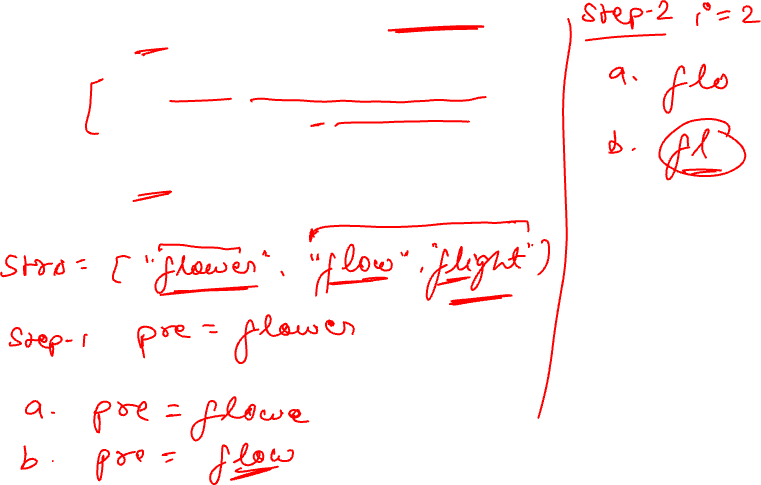 strs = ["flower", "flow", "flight"]
Step-1 pre = flower
a. pre = flowe
b. pre = flow
Step-2 i=2
a. flo
b. fl